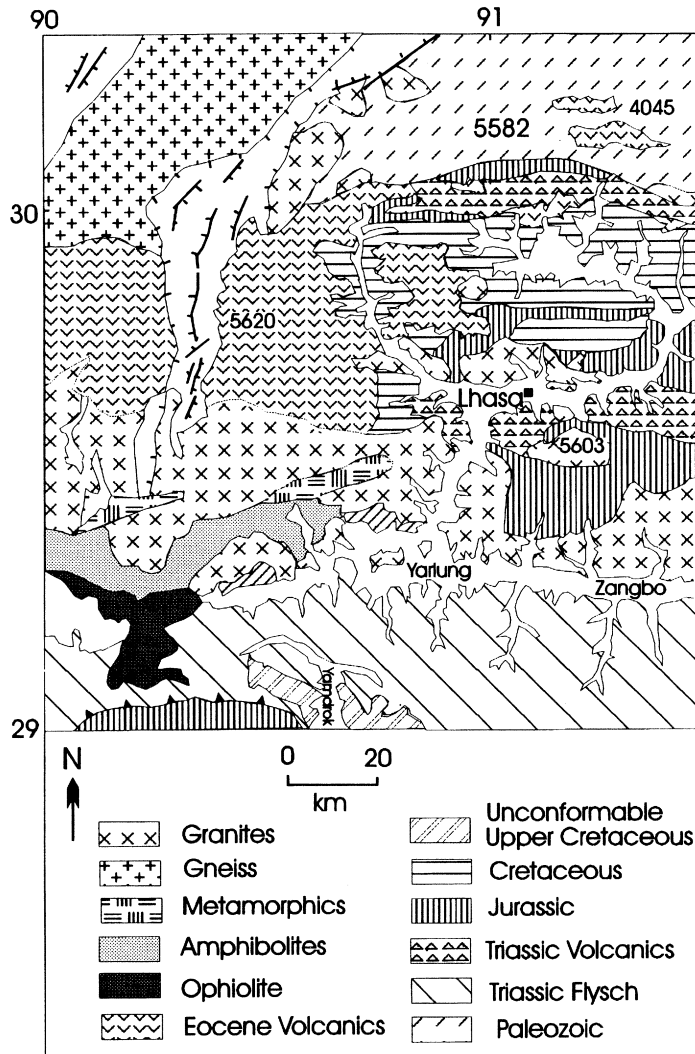 90
91
4045
5582
30
5620
Lhasa
5603
Yarlung
Zangbo
Yamdrok
29
N
0
20
km
Granites
Gneiss
Metamorphics
Amphibolites
Ophiolite
Eocene Volcanics
Unconformable
Upper Cretaceous
Cretaceous
Jurassic
Triassic Volcanics
Triassic Flysch
Paleozoic